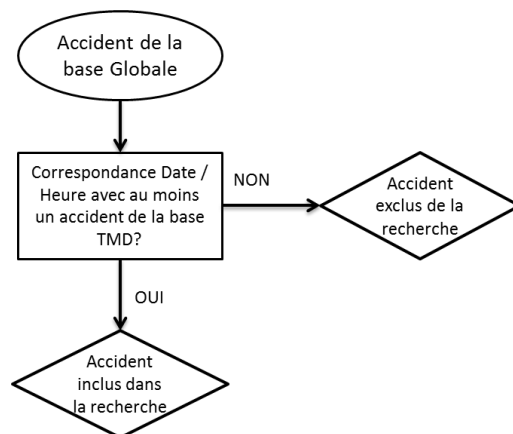 Accident de la
base Globale
Correspondance Date /
Heure avec au moins
un accident de la base
TMD?
NON
Accident
exclus de la
recherche
OUI
Accident
inclus dans
la recherche